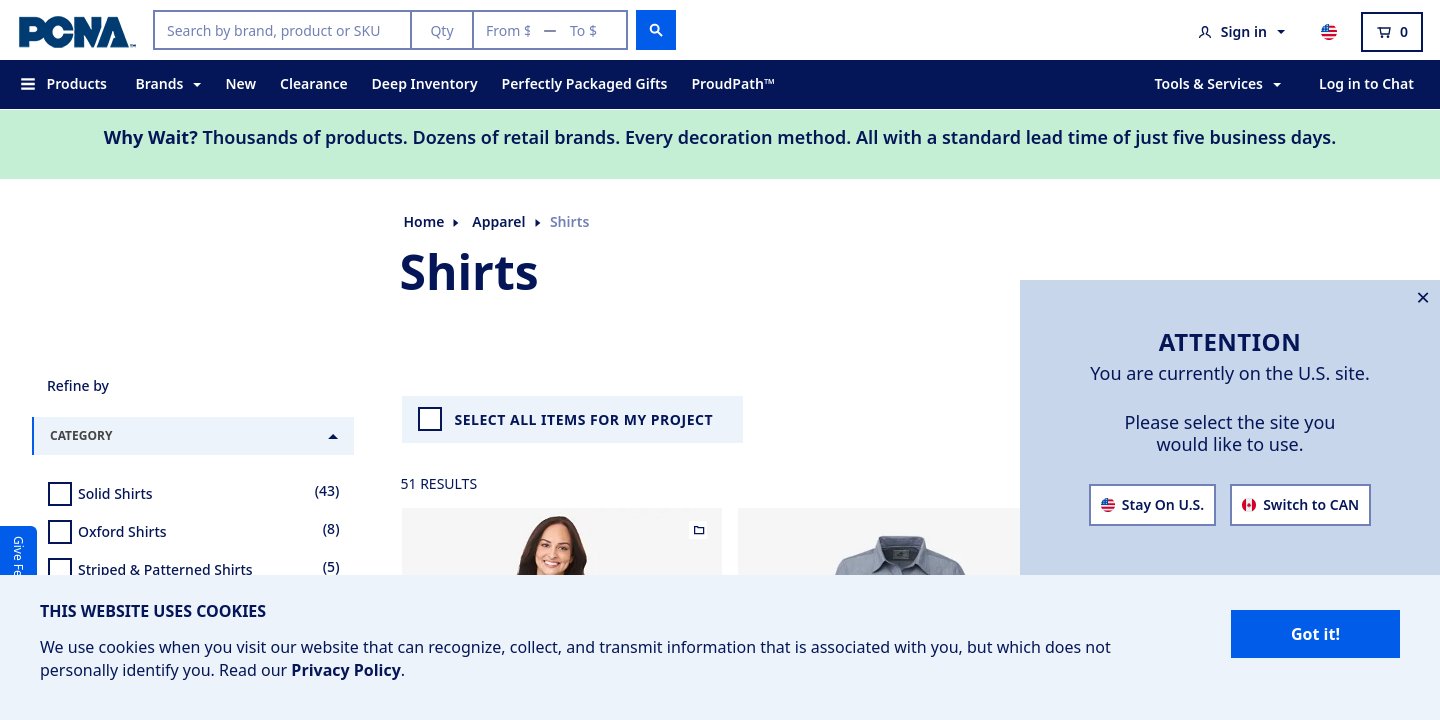 PCNA™
Search by brand, product or SKU
Qty
From $ — To $
Sign in
0
Products
Brands
New
Clearance
Deep Inventory
Perfectly Packaged Gifts
ProudPath™
Tools & Services
Log in to Chat
Why Wait? Thousands of products. Dozens of retail brands. Every decoration method. All with a standard lead time of just five business days.
Home
Apparel
Shirts
Shirts
ATTENTION
You are currently on the U.S. site.
Please select the site you
would like to use.
Stay On U.S.
Switch to CAN
Refine by
CATEGORY
Solid Shirts (43)
Oxford Shirts (8)
Striped & Patterned Shirts (5)
SELECT ALL ITEMS FOR MY PROJECT
51 RESULTS
Give Fe
THIS WEBSITE USES COOKIES
We use cookies when you visit our website that can recognize, collect, and transmit information that is associated with you, but which does not
personally identify you. Read our Privacy Policy.
Got it!